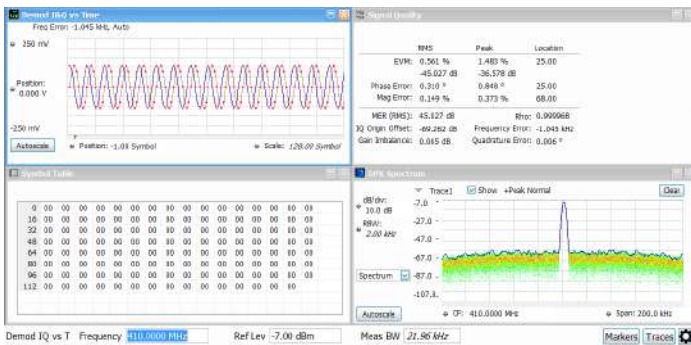 Demod I&Q vs Time
Freq Error: -1.045 kHz, Auto
250 mV
Position:
0.000 V
-250 mV
Autoscale
Position: -1.00 Symbol
Scale: 128.00 Symbol
Signal Quality
RMS Peak Location
EVM: 0.561 % 1.483 % 25.00
-45.027 dB -36.578 dB
Phase Error: 0.310 ° 0.848 ° 25.00
Mag Error: 0.149 % 0.373 % 68.00
MER (RMS): 45.027 dB Rho: 0.999968
IQ Origin Offset: -69.262 dB Frequency Error: -1.045 kHz
Gain Imbalance: 0.005 dB Quadrature Error: 0.006 °
Symbol Table
0 00 00 00 00 00 00 00 00 00 00 00 00 00 00 00 00
16 00 00 00 00 00 00 00 00 00 00 00 00 00 00 00 00
32 00 00 00 00 00 00 00 00 00 00 00 00 00 00 00 00
48 00 00 00 00 00 00 00 00 00 00 00 00 00 00 00 00
64 00 00 00 00 00 00 00 00 00 00 00 00 00 00 00 00
80 00 00 00 00 00 00 00 00 00 00 00 00 00 00 00 00
96 00 00 00 00 00 00 00 00 00 00 00 00 00 00 00 00
112 00 00 00 00 00 00 00 00 00 00 00 00 00 00 00
DPX Spectrum
Trace1 Show +Peak Normal Clear
dB/div:
10.0 dB
RBW:
2.00 kHz
-7.0
-27.0
-47.0
-87.0
-107.0
Spectrum
Autoscale
CF: 410.0000 MHz
Span: 200.0 kHz
Demod IQ vs T Frequency 410.0000 MHz Ref Lev -7.00 dBm Meas BW 21.96 kHz Markers Traces